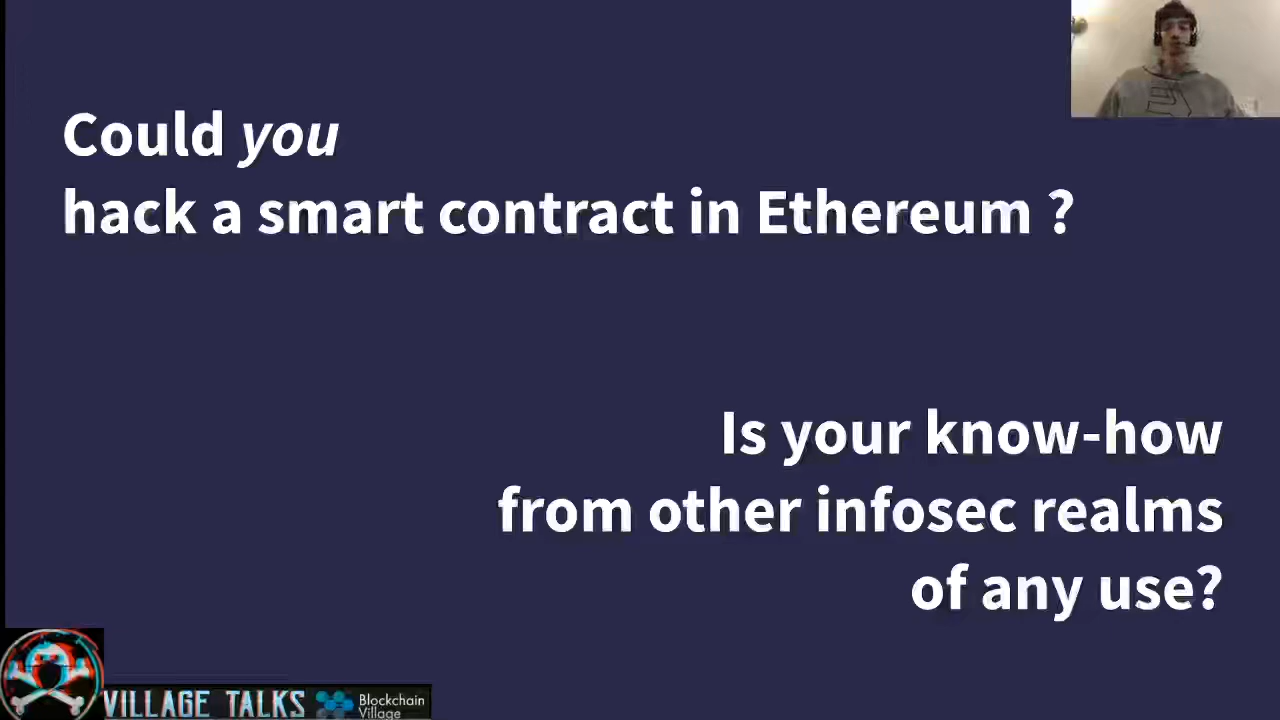 Could you
hack a smart contract in Ethereum ?
Is your know-how
from other infosec realms
of any use?
VILLAGE TALKS
Blockchain
Village